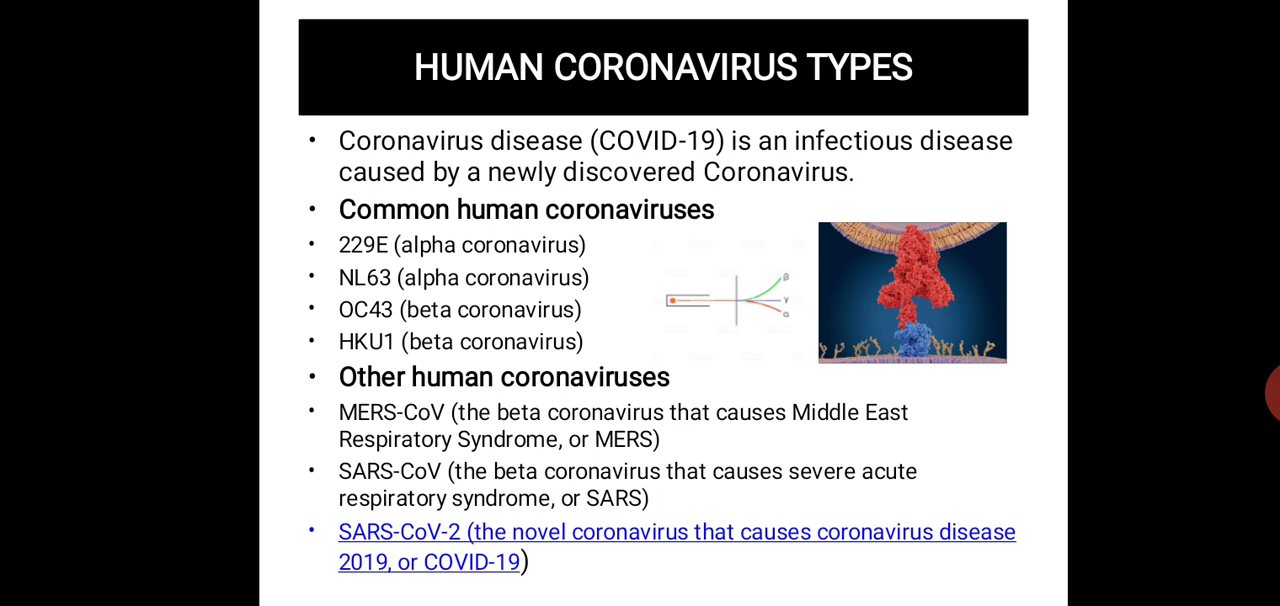 HUMAN CORONAVIRUS TYPES
• Coronavirus disease (COVID-19) is an infectious disease
caused by a newly discovered Coronavirus.
• Common human coronaviruses
• 229E (alpha coronavirus)
• NL63 (alpha coronavirus)
• OC43 (beta coronavirus)
• HKU1 (beta coronavirus)
β
γ
α
• Other human coronaviruses
• MERS-CoV (the beta coronavirus that causes Middle East
Respiratory Syndrome, or MERS)
• SARS-CoV (the beta coronavirus that causes severe acute
respiratory syndrome, or SARS)
• SARS-CoV-2 (the novel coronavirus that causes coronavirus disease
2019, or COVID-19)